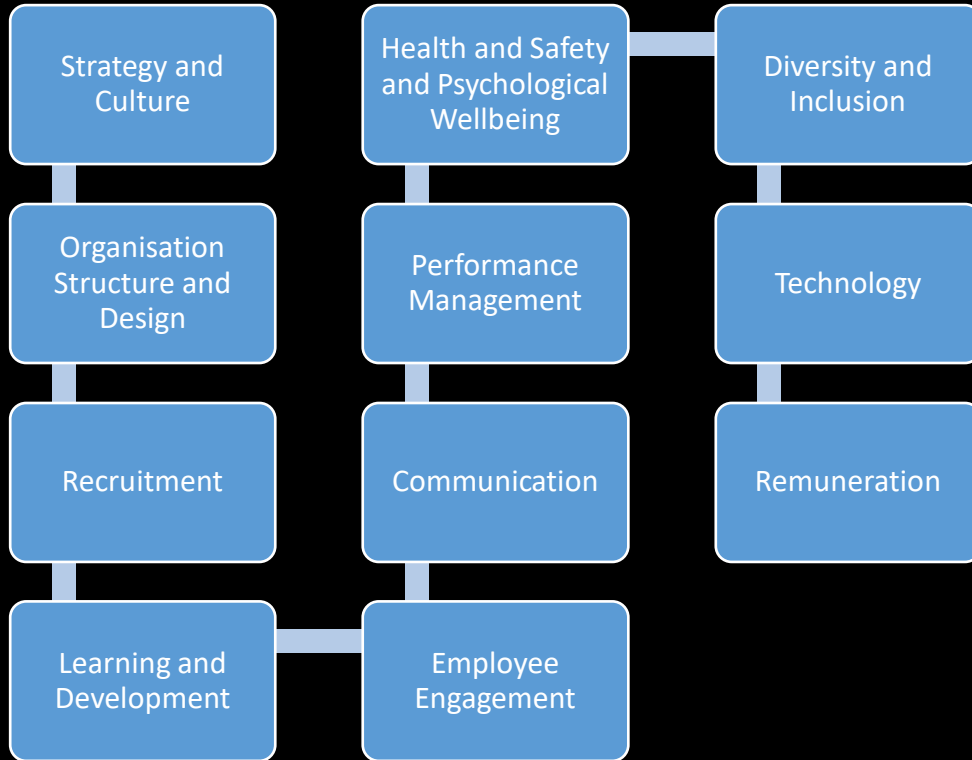 Strategy and
Culture
Organisation
Structure and
Design
Recruitment
Learning and
Development
Employee
Engagement
Communication
Performance
Management
Health and Safety
and Psychological
Wellbeing
Diversity and
Inclusion
Technology
Remuneration